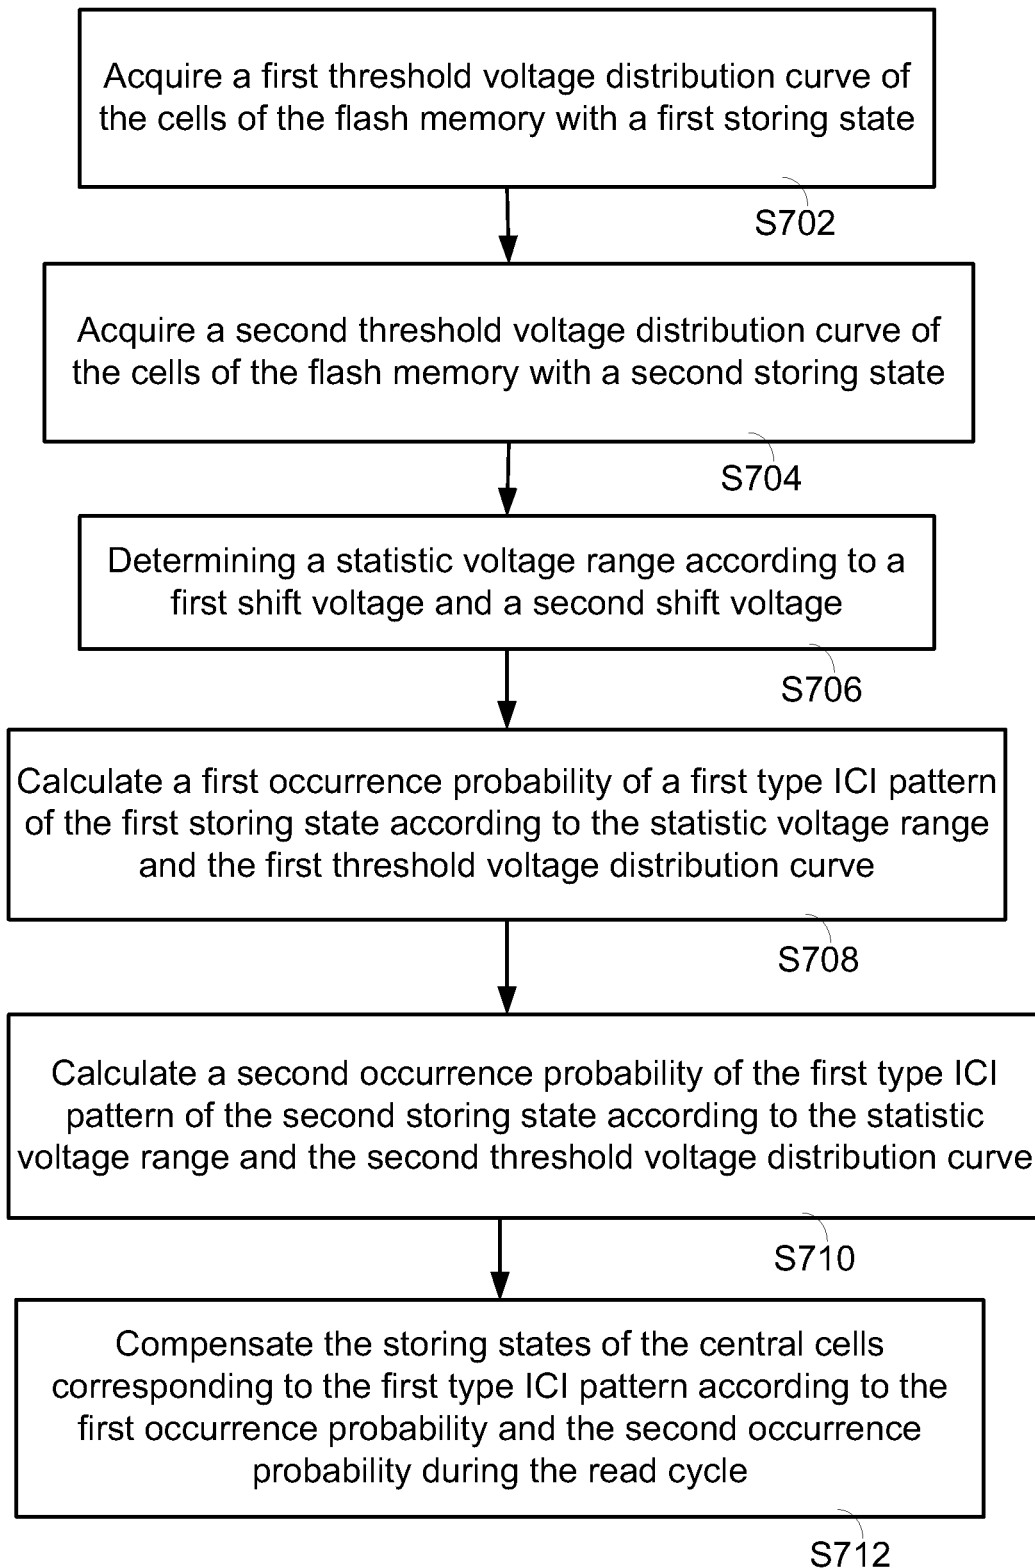 Acquire a first threshold voltage distribution curve of
the cells of the flash memory with a first storing state
S702
Acquire a second threshold voltage distribution curve of
the cells of the flash memory with a second storing state
S704
Determining a statistic voltage range according to a
first shift voltage and a second shift voltage
S706
Calculate a first occurrence probability of a first type ICI pattern
of the first storing state according to the statistic voltage range
and the first threshold voltage distribution curve
S708
Calculate a second occurrence probability of the first type ICI
pattern of the second storing state according to the statistic
voltage range and the second threshold voltage distribution curve
S710
Compensate the storing states of the central cells
corresponding to the first type ICI pattern according to the
first occurrence probability and the second occurrence
probability during the read cycle
S712